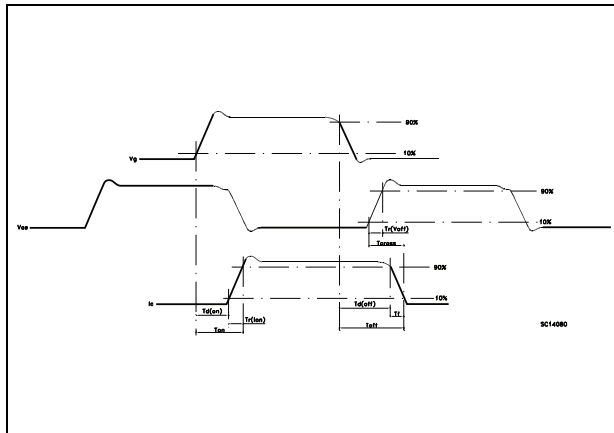 90%
10%
Vg
90%
Vce
10%
Tr(Voff)
Tcross
90%
Ic
10%
Td(on)
Td(off)
Tf
Tr(Ion)
Ton
Toff
SC14080